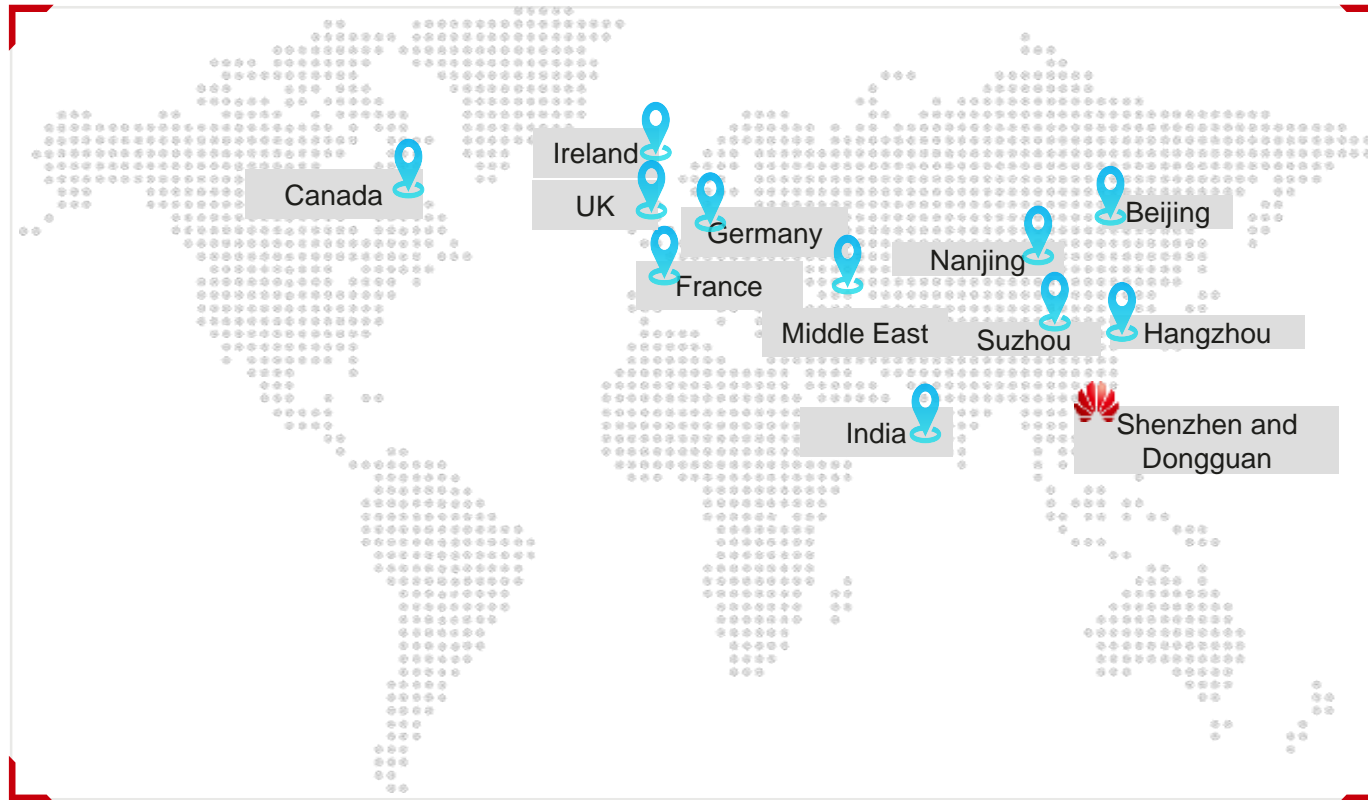 Ireland
Canada
UK
Beijing
Germany
Nanjing
France
Middle East
Suzhou
Hangzhou
India
Shenzhen and
Dongguan